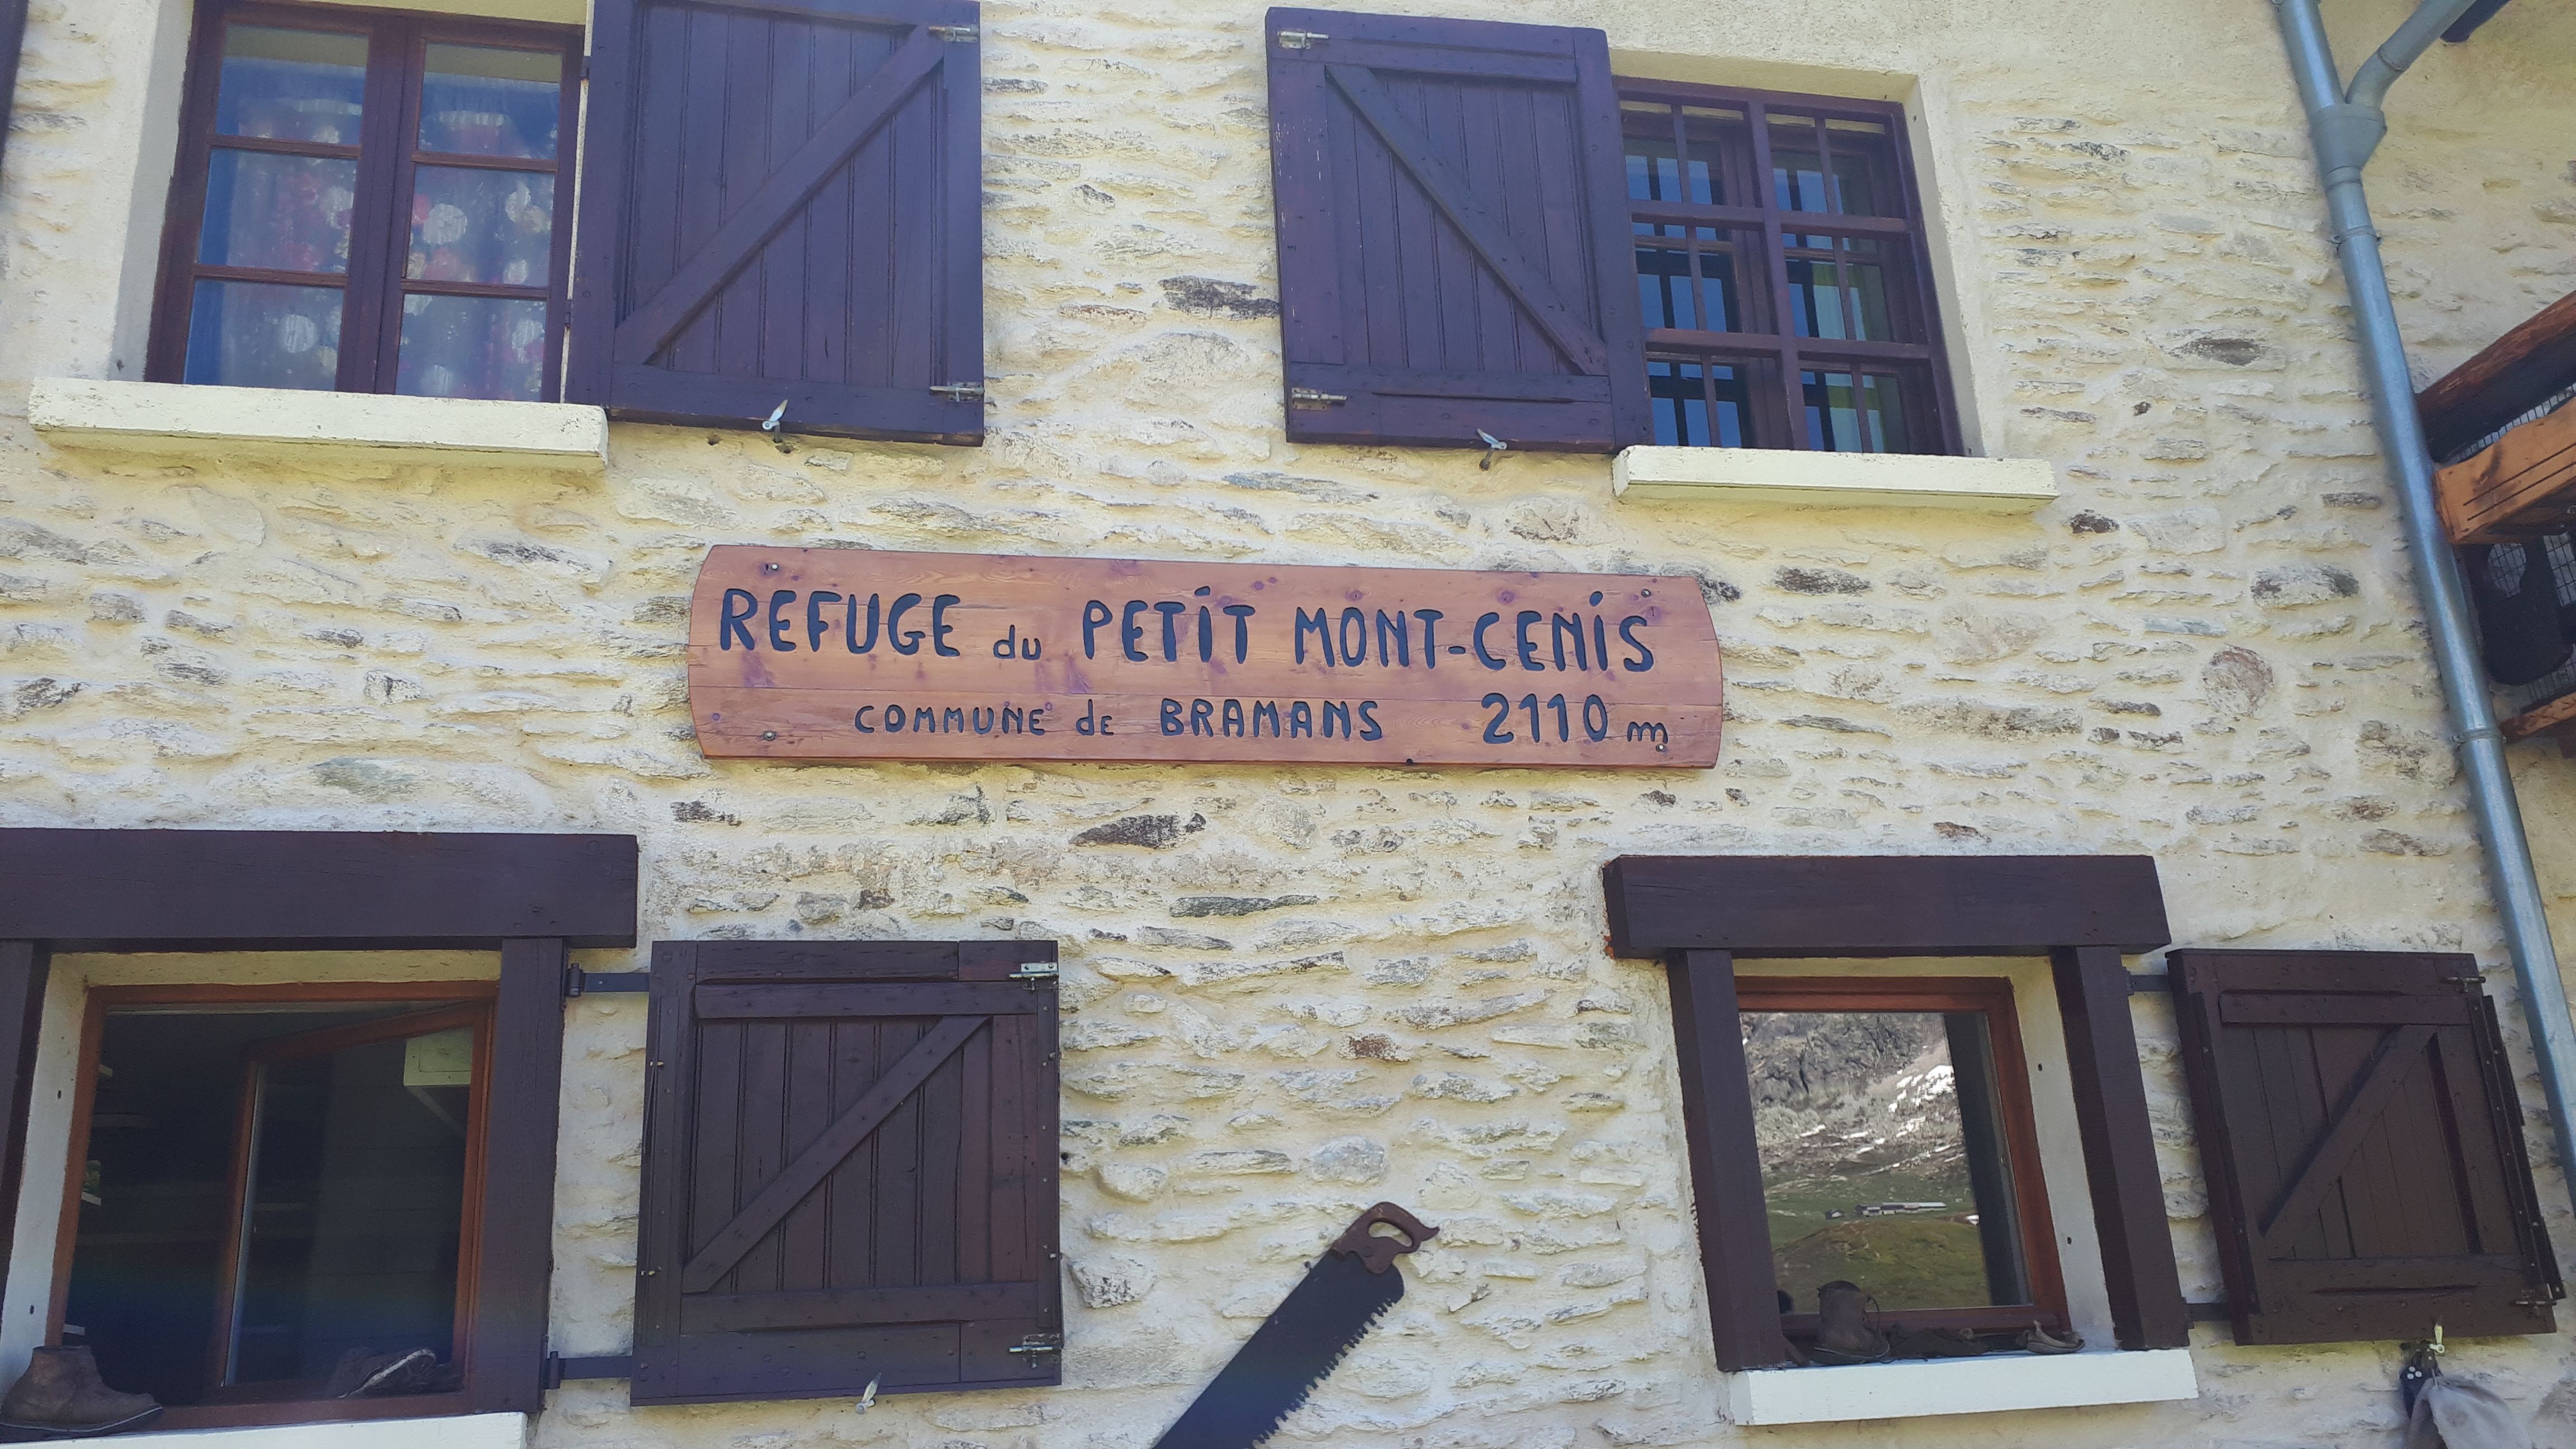 REFUGE du PETiT MONT-CENiS
COMMUNE de BRAMANS 2110 m